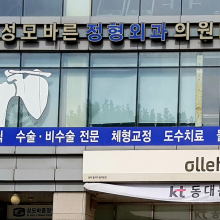 성모바른 정형외과 의원
수술·비수술 전문 체형교정 도수치료
olleh
kt 동대